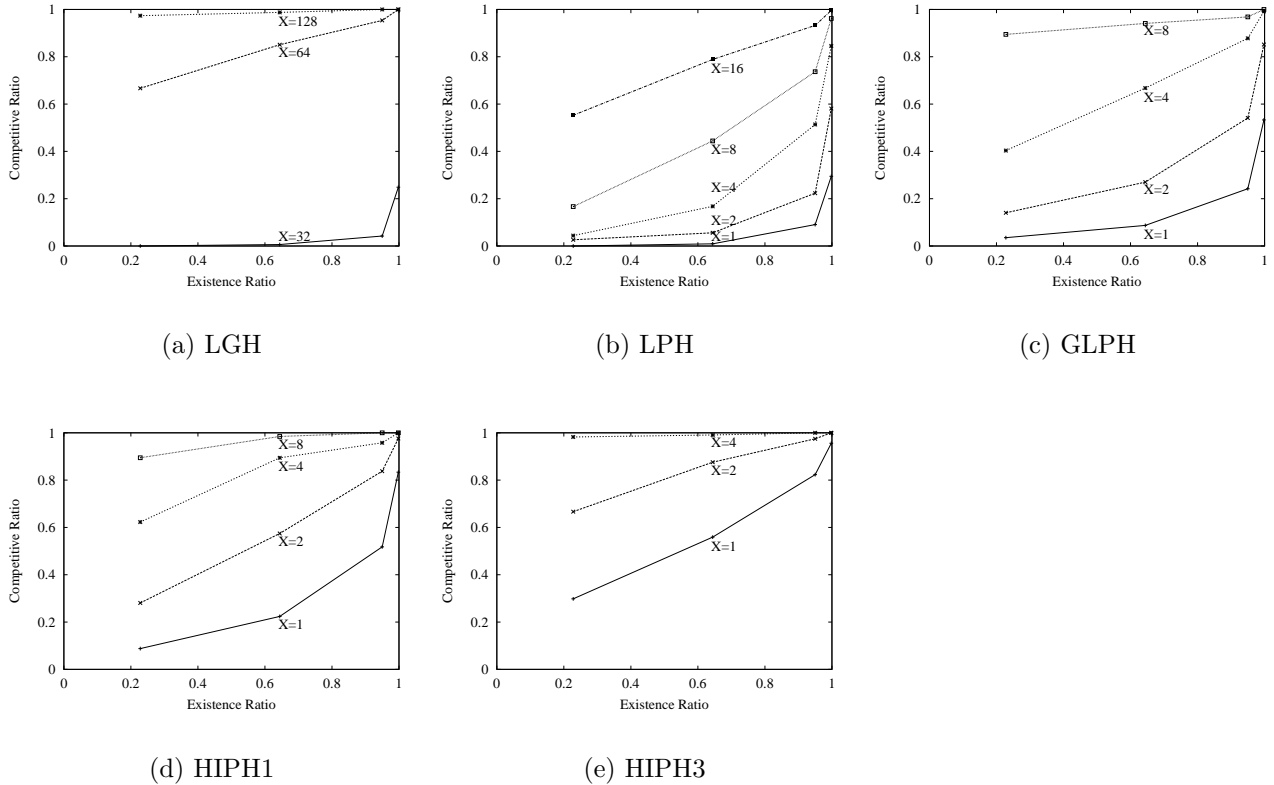 1
0.8
0.6
0.4
0.2
0
0 0.2 0.4 0.6 0.8 1
Competitive Ratio
Existence Ratio
X=128
X=64
X=32
(a) LGH
1
0.8
0.6
0.4
0.2
0
0 0.2 0.4 0.6 0.8 1
Competitive Ratio
Existence Ratio
X=16
X=8
X=4
X=2
X=1
(b) LPH
1
0.8
0.6
0.4
0.2
0
0 0.2 0.4 0.6 0.8 1
Competitive Ratio
Existence Ratio
X=8
X=4
X=2
X=1
(c) GLPH
1
0.8
0.6
0.4
0.2
0
0 0.2 0.4 0.6 0.8 1
Competitive Ratio
Existence Ratio
X=8
X=4
X=2
X=1
(d) HIPH1
1
0.8
0.6
0.4
0.2
0
0 0.2 0.4 0.6 0.8 1
Competitive Ratio
Existence Ratio
X=4
X=2
X=1
(e) HIPH3